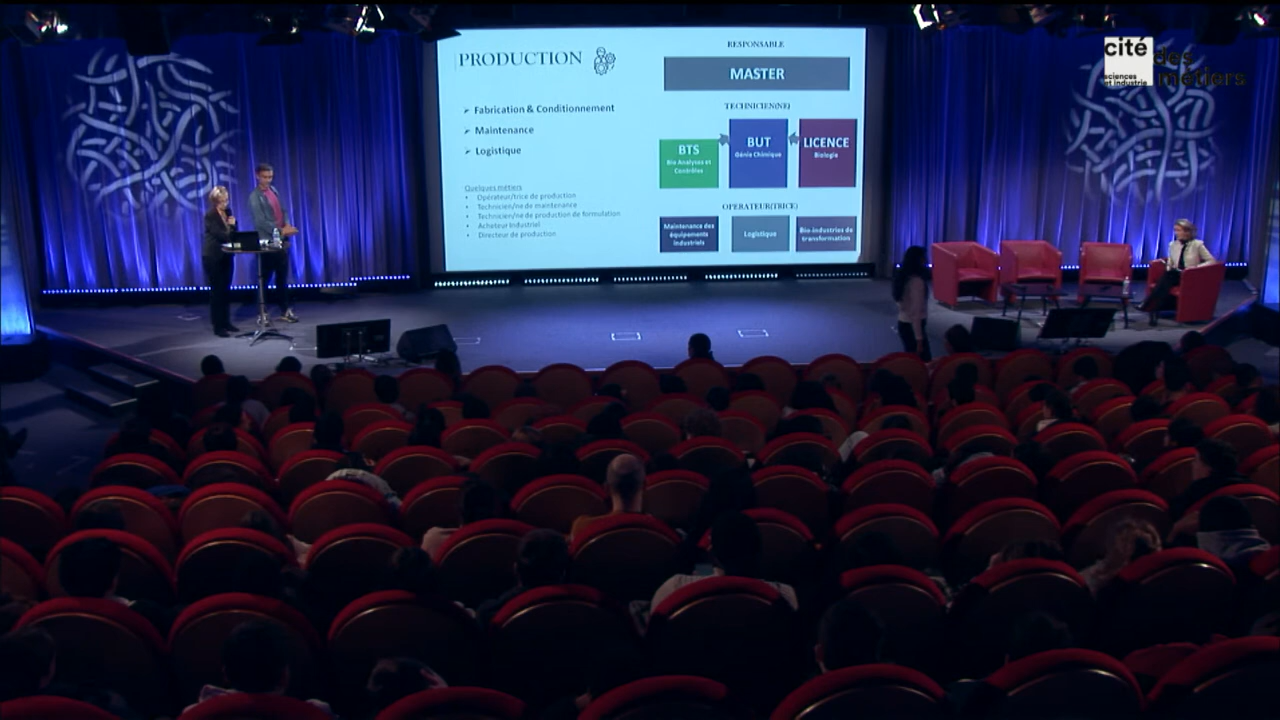 PRODUCTION
➢ Fabrication & Conditionnement
➢ Maintenance
➢ Logistique
Quelques métiers
• Opérateur/trice de production
• Technicien/ne de maintenance
• Technicien/ne de production de formulation
• Acheteur Industriel
• Directeur de production
RESPONSABLE
MASTER
TECHNICIEN(NE)
BTS
Bio Analyses et
Contrôles
BUT
Génie Chimique
LICENCE
Biologie
OPERATEUR(TRICE)
Maintenance des
équipements
industriels
Logistique
Bio-industries de
transformation
cité
sciences
et industrie
des
métiers